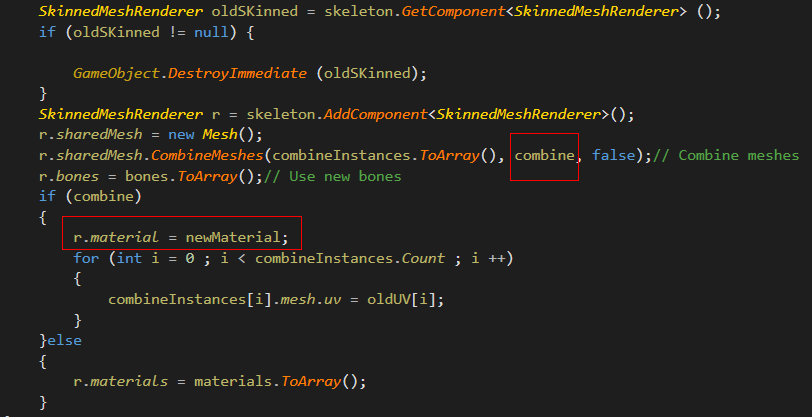 SkinnedMeshRenderer oldSKinned = skeleton.GetComponent<SkinnedMeshRenderer> ();
if (oldSKinned != null) {
GameObject.DestroyImmediate (oldSKinned);
}
SkinnedMeshRenderer r = skeleton.AddComponent<SkinnedMeshRenderer>();
r.sharedMesh = new Mesh();
r.sharedMesh.CombineMeshes(combineInstances.ToArray(), combine, false);// Combine meshes
r.bones = bones.ToArray();// Use new bones
if (combine)
{
r.material = newMaterial;
for (int i = 0 ; i < combineInstances.Count ; i ++)
{
combineInstances[i].mesh.uv = oldUV[i];
}
}else
{
r.materials = materials.ToArray();
}